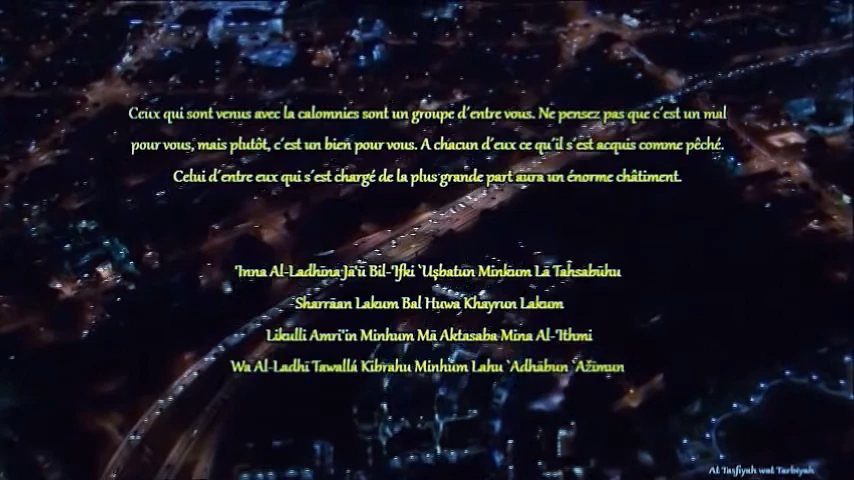 Ceux qui sont venus avec la calomnies sont un groupe d'entre vous. Ne pensez pas que c'est un mal
pour vous, mais plutôt, c'est un bien pour vous. A chacun d'eux ce qu'il s'est acquis comme pêché.
Celui d'entre eux qui s'est chargé de la plus grande part aura un énorme châtiment.
'Inna Al-Ladhīna Jā'ū Bil-'Ifki `Uşbatun Minkum Lā Taĥsabūhu
Sharrāan Lakum Bal Huwa Khayrun Lakum
Likulli Amri'in Minhum Mā Aktasaba Mina Al-'Ithmi
Wa Al-Ladhī Tawallá Kibrahu Minhum Lahu `Adhābun `Ažīmun
Al Tasfiyah wat Tarbiyah